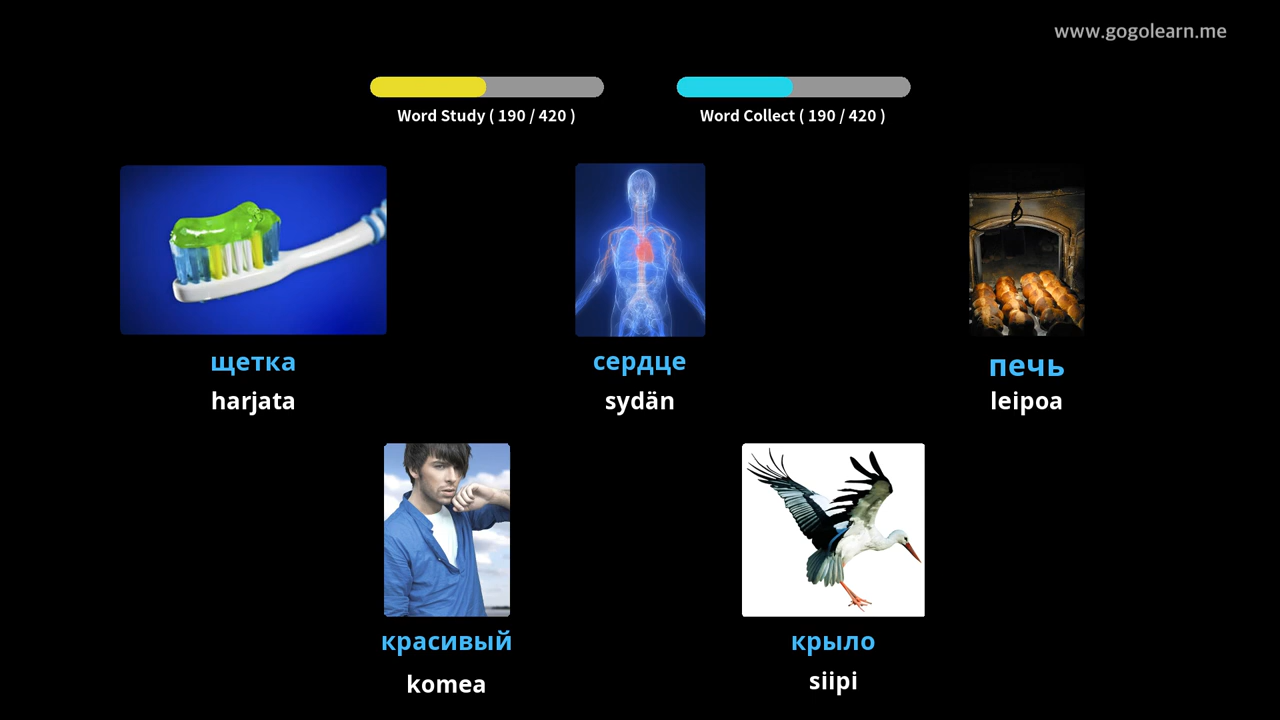 www.gogolearn.me
Word Study ( 190 / 420 )
Word Collect ( 190 / 420 )
щетка
harjata
сердце
sydän
печь
leipoa
красивый
komea
крыло
siipi